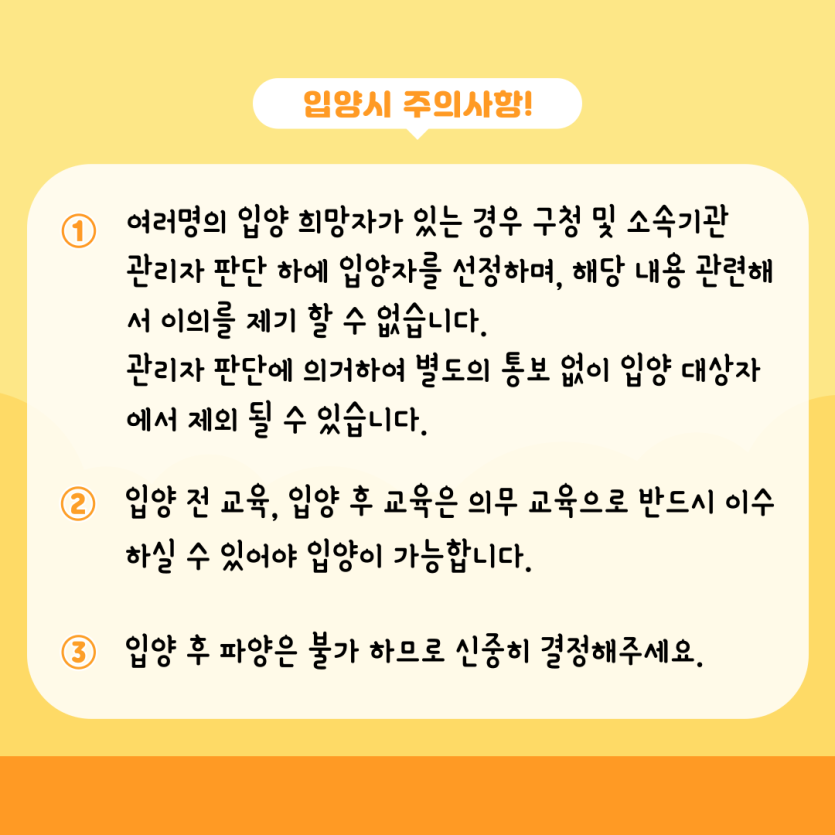 입양시 주의사항!
① 여러명의 입양 희망자가 있는 경우 구청 및 소속기관
관리자 판단 하에 입양자를 선정하며, 해당 내용 관련해
서 이의를 제기 할 수 없습니다.
관리자 판단에 의거하여 별도의 통보 없이 입양 대상자
에서 제외 될 수 있습니다.
② 입양 전 교육, 입양 후 교육은 의무 교육으로 반드시 이수
하실 수 있어야 입양이 가능합니다.
③ 입양 후 파양은 불가 하므로 신중히 결정해주세요.